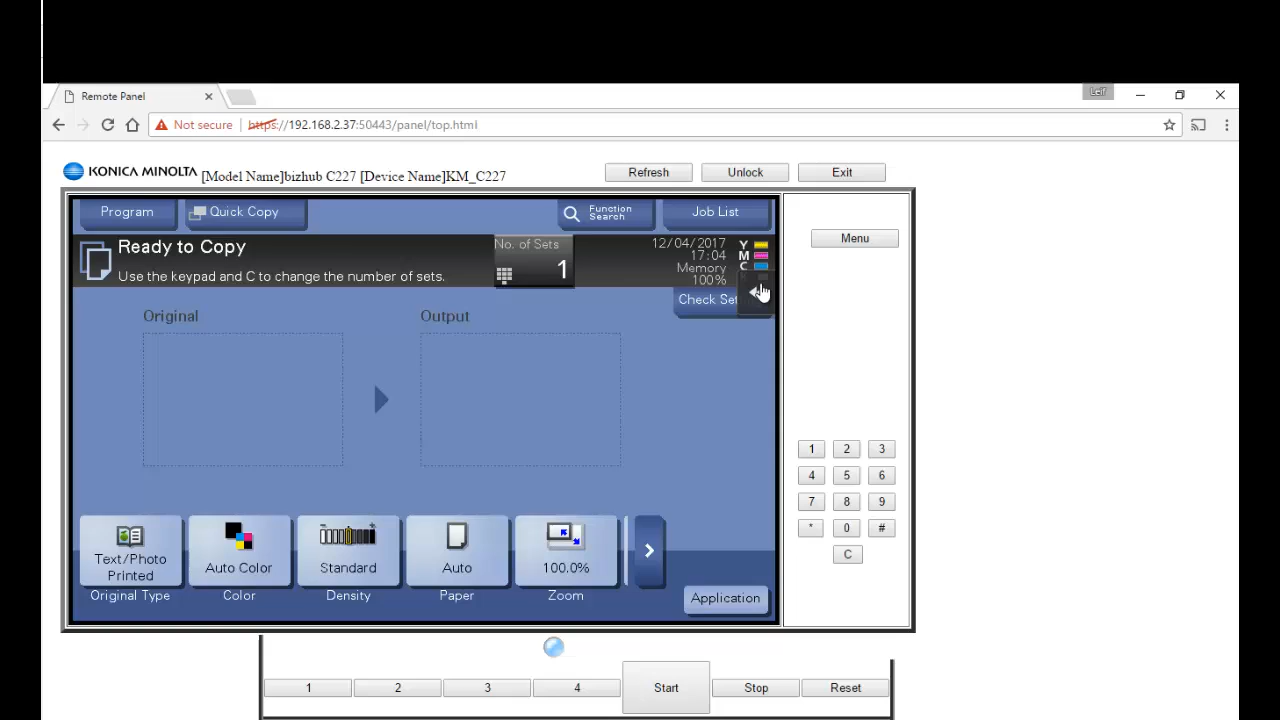 Remote Panel
Leif
Not secure | https://192.168.2.37:50443/panel/top.html
KONICA MINOLTA [Model Name]bizhub C227 [Device Name]KM_C227
Refresh Unlock Exit
Program Quick Copy Function Search Job List
Menu
Ready to Copy
Use the keypad and C to change the number of sets.
No. of Sets
1
12/04/2017
17:04
Memory
100%
Y
M
C
Check Set
Original Output
1 2 3
4 5 6
7 8 9
* 0 #
C
Text/Photo Printed Auto Color Standard Auto 100.0%
Original Type Color Density Paper Zoom
Application
1 2 3 4 Start Stop Reset